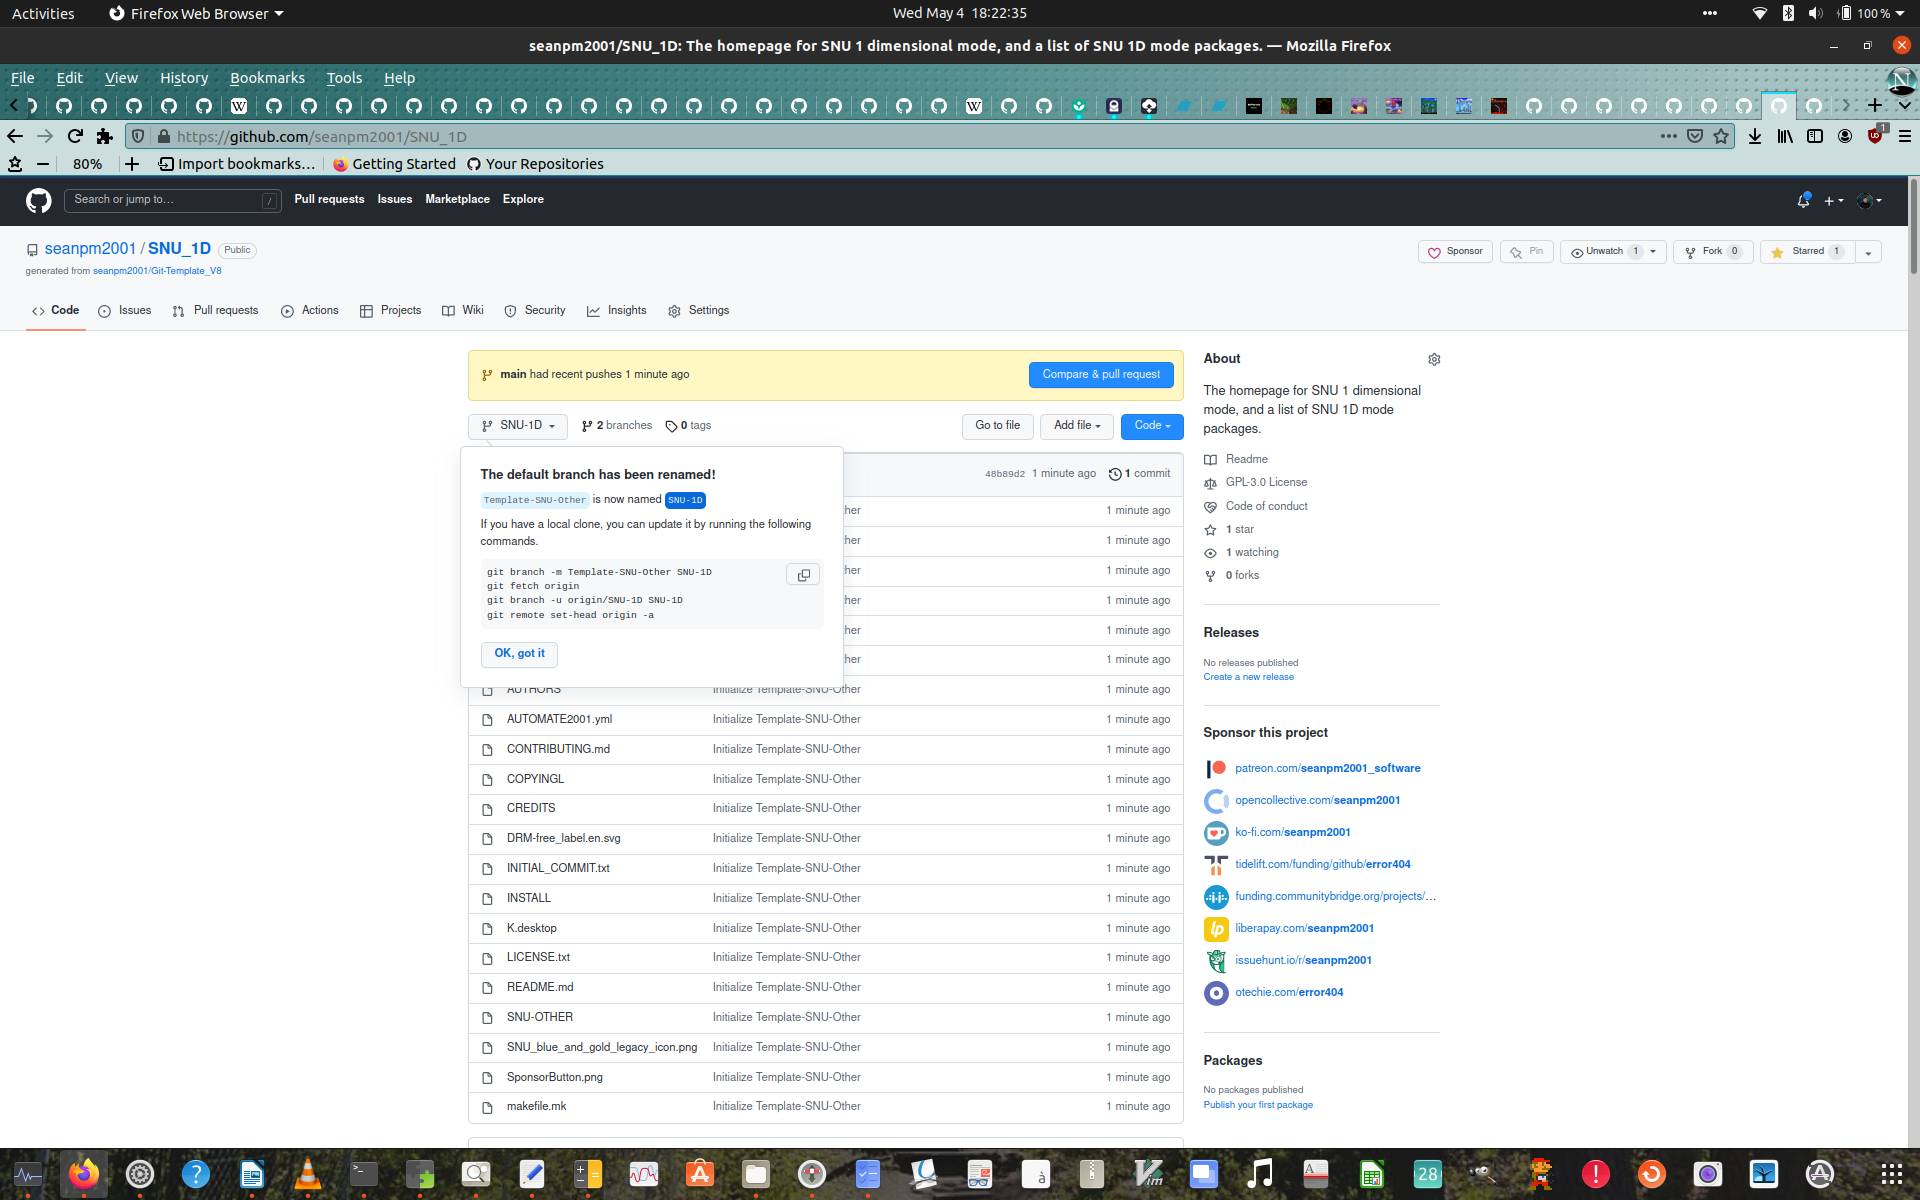 Activities
Firefox Web Browser
Wed May 4 18:22:35
100 %
seanpm2001/SNU_1D: The homepage for SNU 1 dimensional mode, and a list of SNU 1D mode packages. — Mozilla Firefox
File Edit View History Bookmarks Tools Help
https://github.com/seanpm2001/SNU_1D
1
80%
Import bookmarks...
Getting Started
Your Repositories
Search or jump to...
/
Pull requests
Issues
Marketplace
Explore
seanpm2001 / SNU_1D
Public
generated from seanpm2001/Git-Template_V8
Sponsor
Pin
Unwatch 1
Fork 0
Starred 1
Code
Issues
Pull requests
Actions
Projects
Wiki
Security
Insights
Settings
main had recent pushes 1 minute ago
Compare & pull request
SNU-1D
2 branches
0 tags
Go to file
Add file
Code
The default branch has been renamed!
Template-SNU-Other is now named SNU-1D
If you have a local clone, you can update it by running the following
commands.
git branch -m Template-SNU-Other SNU-1D
git fetch origin
git branch -u origin/SNU-1D SNU-1D
git remote set-head origin -a
OK, got it
48b89d2 1 minute ago
1 commit
her 1 minute ago
her 1 minute ago
her 1 minute ago
her 1 minute ago
her 1 minute ago
her 1 minute ago
AUTHORS Initialize Template-SNU-Other 1 minute ago
AUTOMATE2001.yml Initialize Template-SNU-Other 1 minute ago
CONTRIBUTING.md Initialize Template-SNU-Other 1 minute ago
COPYINGL Initialize Template-SNU-Other 1 minute ago
CREDITS Initialize Template-SNU-Other 1 minute ago
DRM-free_label.en.svg Initialize Template-SNU-Other 1 minute ago
INITIAL_COMMIT.txt Initialize Template-SNU-Other 1 minute ago
INSTALL Initialize Template-SNU-Other 1 minute ago
K.desktop Initialize Template-SNU-Other 1 minute ago
LICENSE.txt Initialize Template-SNU-Other 1 minute ago
README.md Initialize Template-SNU-Other 1 minute ago
SNU-OTHER Initialize Template-SNU-Other 1 minute ago
SNU_blue_and_gold_legacy_icon.png Initialize Template-SNU-Other 1 minute ago
SponsorButton.png Initialize Template-SNU-Other 1 minute ago
makefile.mk Initialize Template-SNU-Other 1 minute ago
About
The homepage for SNU 1 dimensional
mode, and a list of SNU 1D mode
packages.
Readme
GPL-3.0 License
Code of conduct
1 star
1 watching
0 forks
Releases
No releases published
Create a new release
Sponsor this project
patreon.com/seanpm2001_software
opencollective.com/seanpm2001
ko-fi.com/seanpm2001
tidelift.com/funding/github/error404
funding.communitybridge.org/projects/...
liberapay.com/seanpm2001
issuehunt.io/r/seanpm2001
otechie.com/error404
Packages
No packages published
Publish your first package
28